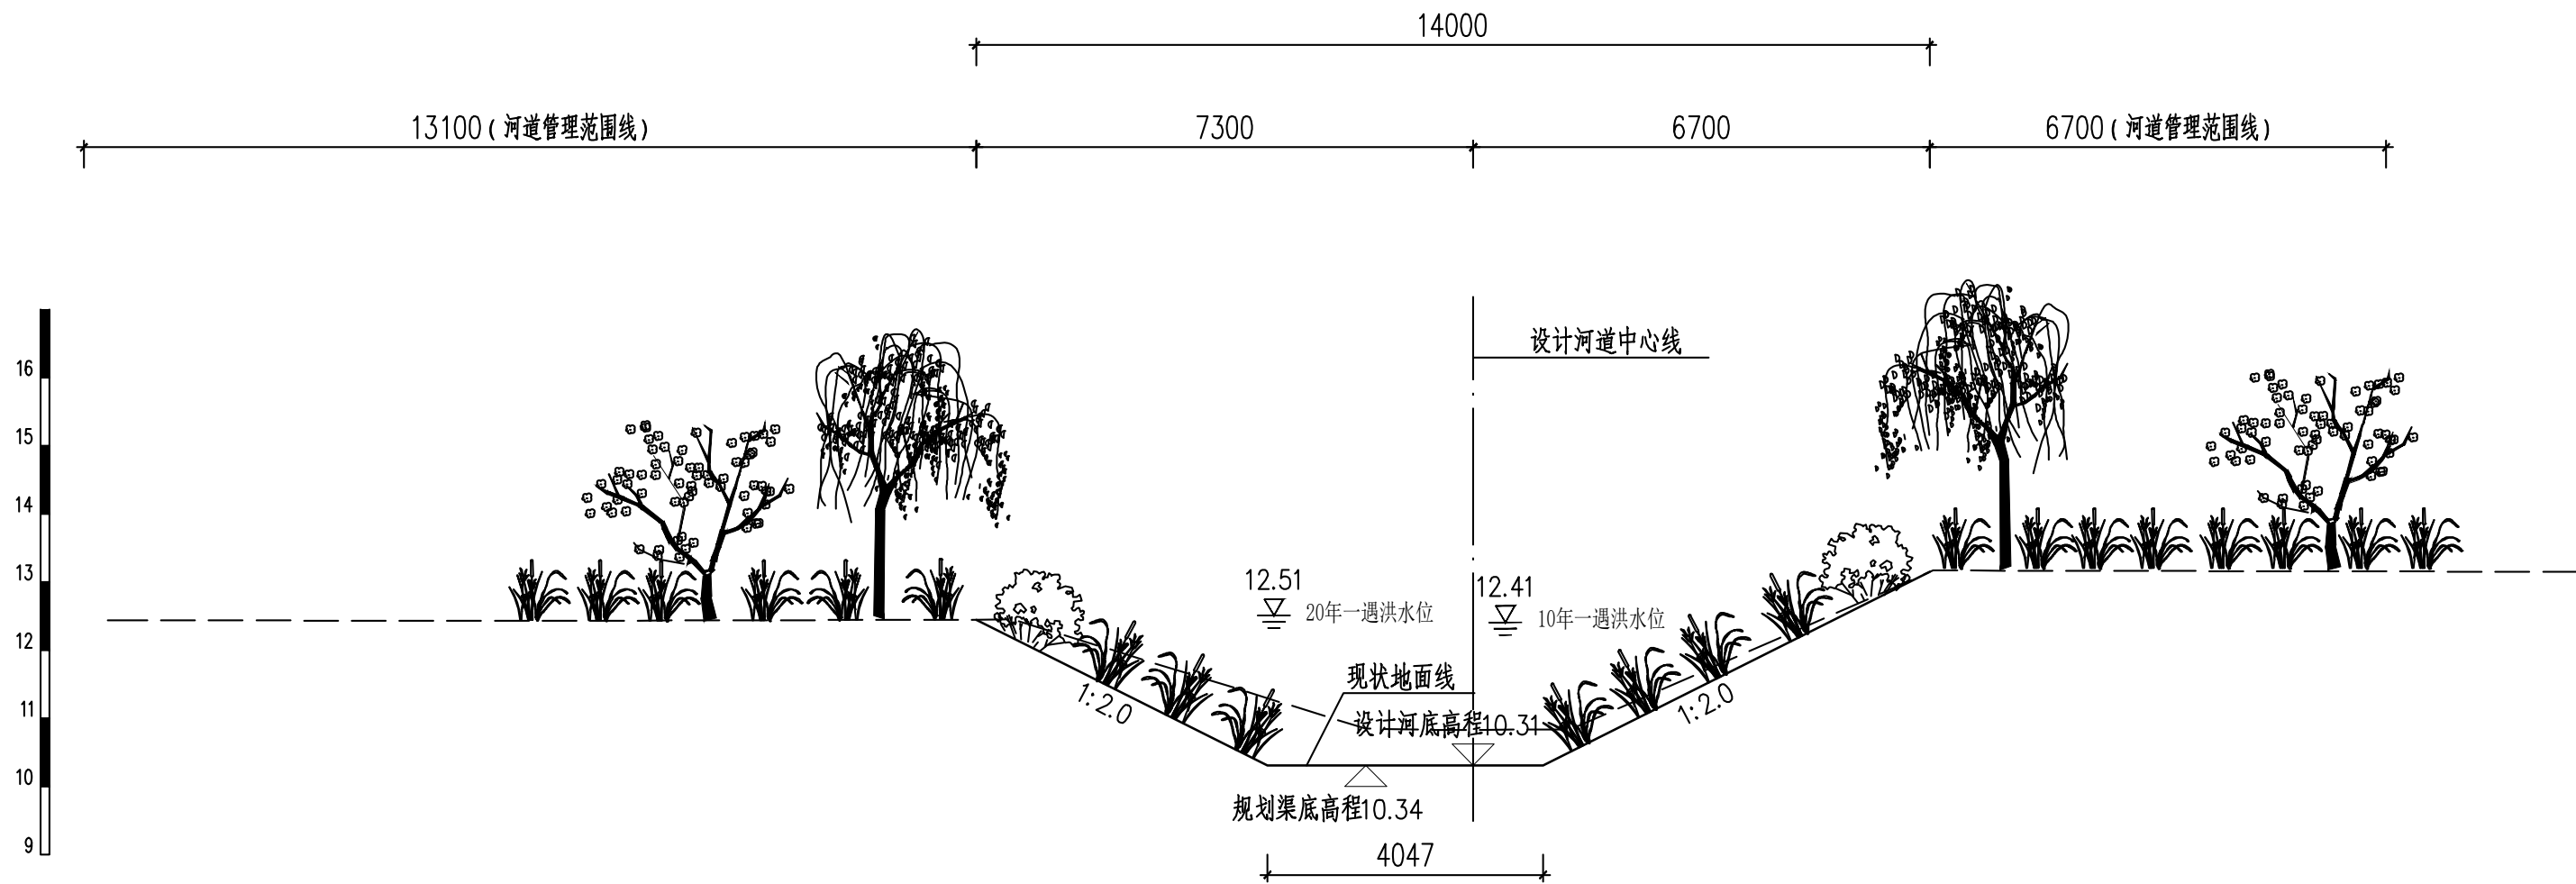 14000
13100（河道管理范围线）
7300
6700
6700（河道管理范围线）
设计河道中心线
16
15
14
13
12
11
10
9
12.51
20年一遇洪水位
12.41
10年一遇洪水位
现状地面线
设计河底高程10.31
1:2.0
1:2.0
规划渠底高程10.34
4047